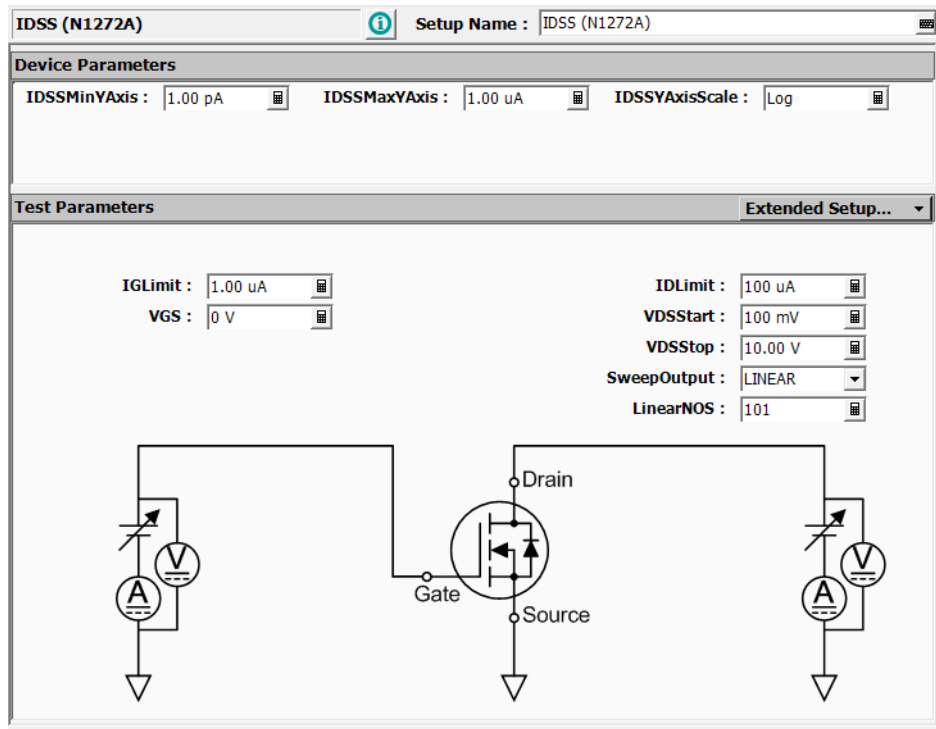 IDSS (N1272A) Setup Name : IDSS (N1272A)
Device Parameters
IDSSMinYAxis : 1.00 pA IDSSMaxYAxis : 1.00 uA IDSSYAxisScale : Log
Test Parameters Extended Setup...
IGLimit : 1.00 uA IDLimit : 100 uA
VGS : 0 V VDSStart : 100 mV
VDSStop : 10.00 V
SweepOutput : LINEAR
LinearNOS : 101
Drain
V V
A A
Gate
Source